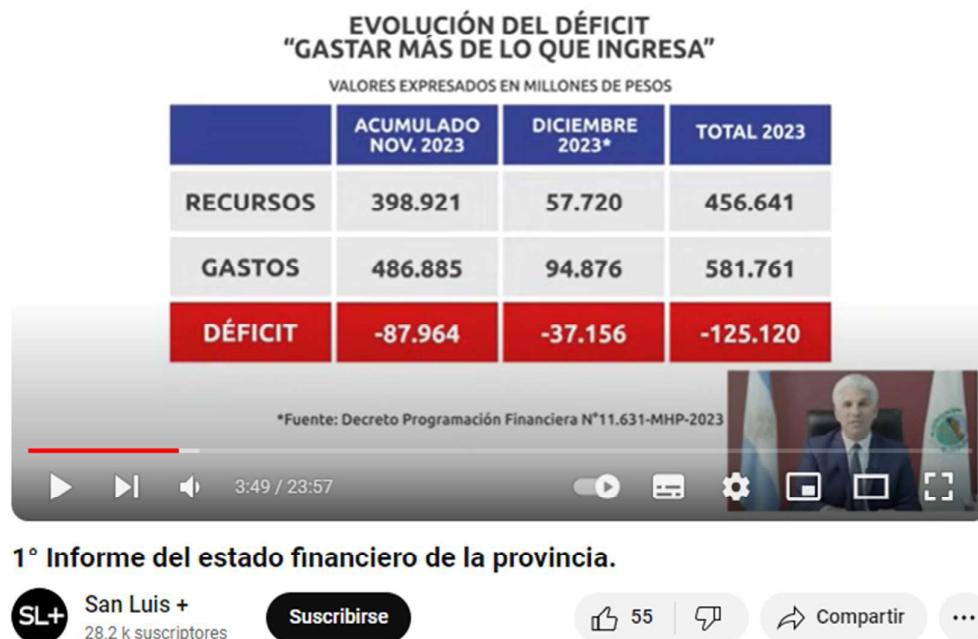 EVOLUCIÓN DEL DÉFICIT
“GASTAR MÁS DE LO QUE INGRESA”
VALORES EXPRESADOS EN MILLONES DE PESOS
ACUMULADO NOV. 2023 DICIEMBRE 2023* TOTAL 2023
RECURSOS 398.921 57.720 456.641
GASTOS 486.885 94.876 581.761
DÉFICIT -87.964 -37.156 -125.120
*Fuente: Decreto Programación Financiera N°11.631-MHP-2023
3:49 / 23:57
1° Informe del estado financiero de la provincia.
SL+ San Luis + Suscribirse 55 Compartir
28.2 k suscriptores